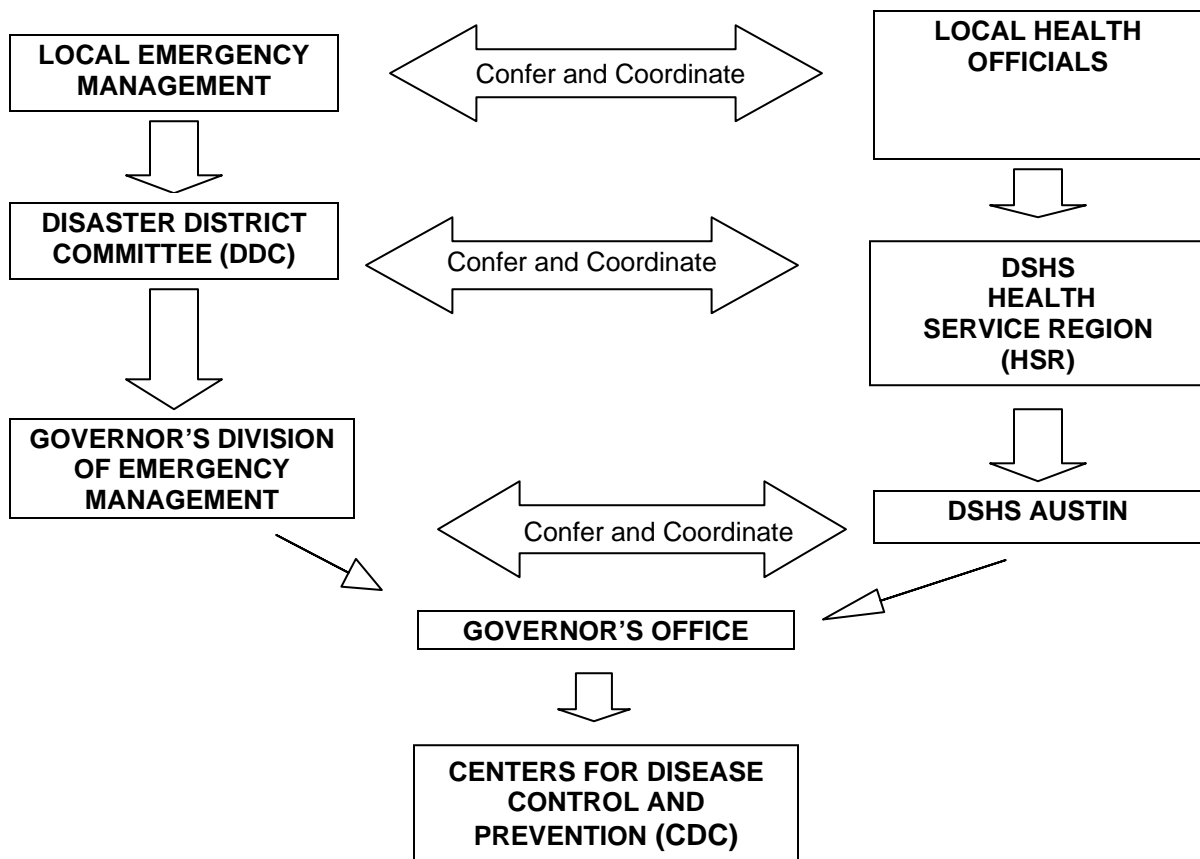 LOCAL EMERGENCY
MANAGEMENT
Confer and Coordinate
LOCAL HEALTH
OFFICIALS
DISASTER DISTRICT
COMMITTEE (DDC)
Confer and Coordinate
DSHS
HEALTH
SERVICE REGION
(HSR)
GOVERNOR’S DIVISION
OF EMERGENCY
MANAGEMENT
Confer and Coordinate
DSHS AUSTIN
GOVERNOR’S OFFICE
CENTERS FOR DISEASE
CONTROL AND
PREVENTION (CDC)